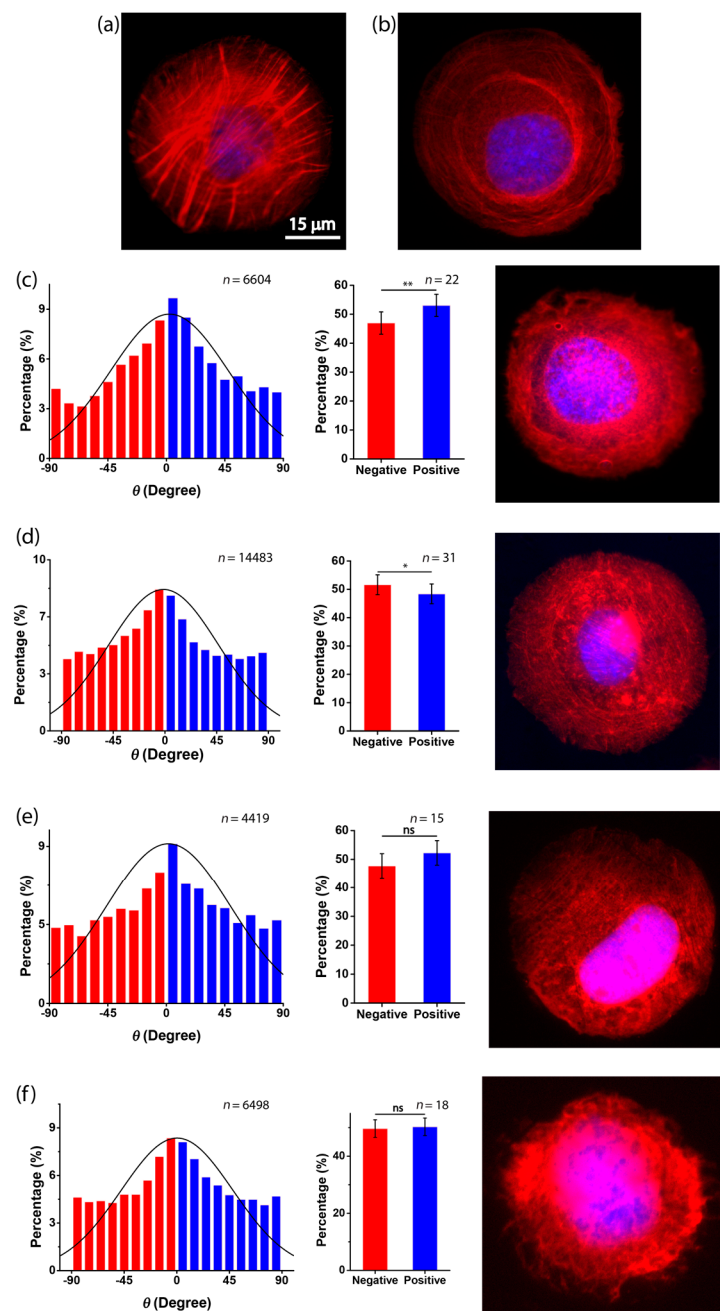 (a)
(b)
15 μm
(c)
n = 6604
Percentage (%)
9
6
3
0
-90
-45
0
45
90
θ (Degree)
n = 22
**
Percentage (%)
60
50
40
30
20
10
0
Negative
Positive
(d)
n = 14483
Percentage (%)
10
7
3
0
-90
-45
0
45
90
θ (Degree)
n = 31
*
Percentage (%)
60
50
40
30
20
10
0
Negative
Positive
(e)
n = 4419
Percentage (%)
9
5
0
-90
-45
0
45
90
θ (Degree)
n = 15
ns
Percentage (%)
60
50
40
30
20
10
0
Negative
Positive
(f)
n = 6498
Percentage (%)
9
6
3
0
-90
-45
0
45
90
θ (Degree)
n = 18
ns
Percentage (%)
40
20
0
Negative
Positive